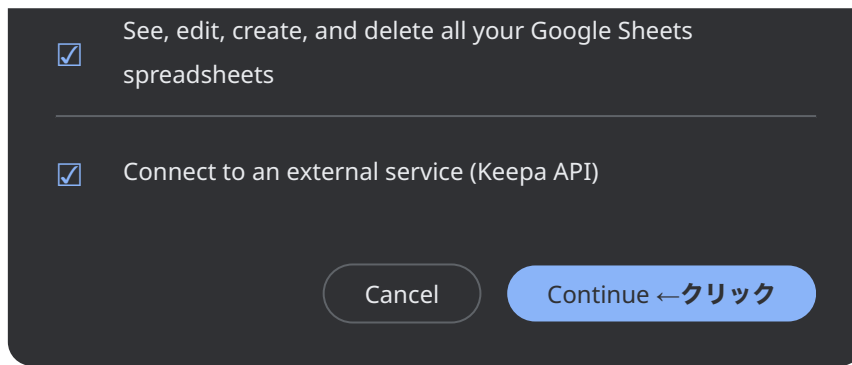 See, edit, create, and delete all your Google Sheets
spreadsheets
Connect to an external service (Keepa API)
Cancel
Continue ←クリック